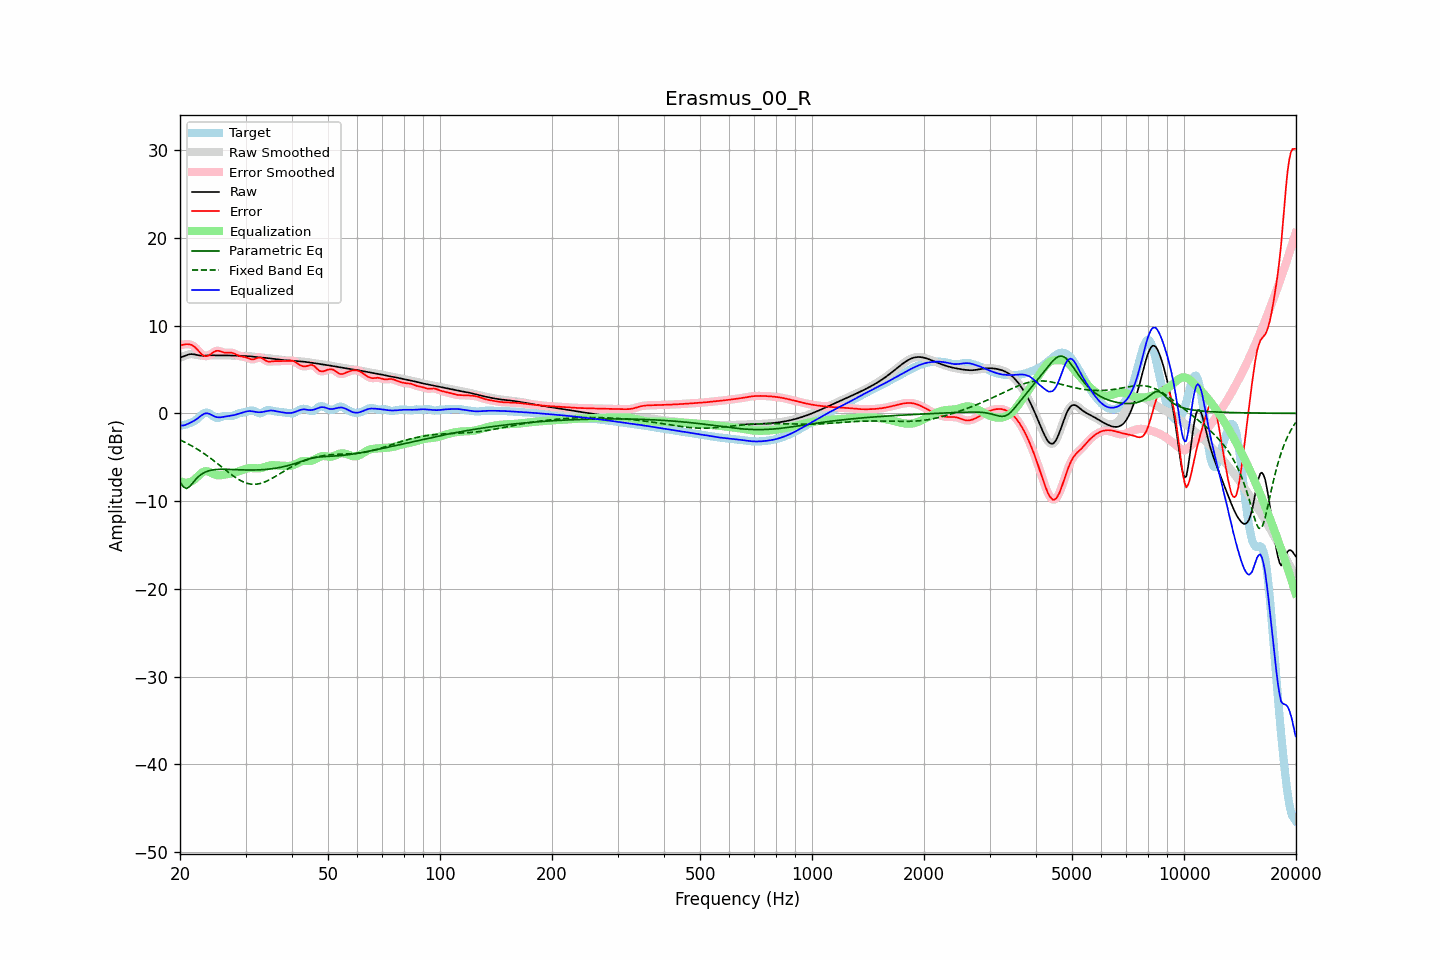 Erasmus_00_R
Target
Raw Smoothed
Error Smoothed
Raw
Error
Equalization
Parametric Eq
Fixed Band Eq
Equalized
30
20
10
0
−10
−20
−30
−40
−50
Amplitude (dBr)
20 50 100 200 500 1000 2000 5000 10000 20000
Frequency (Hz)